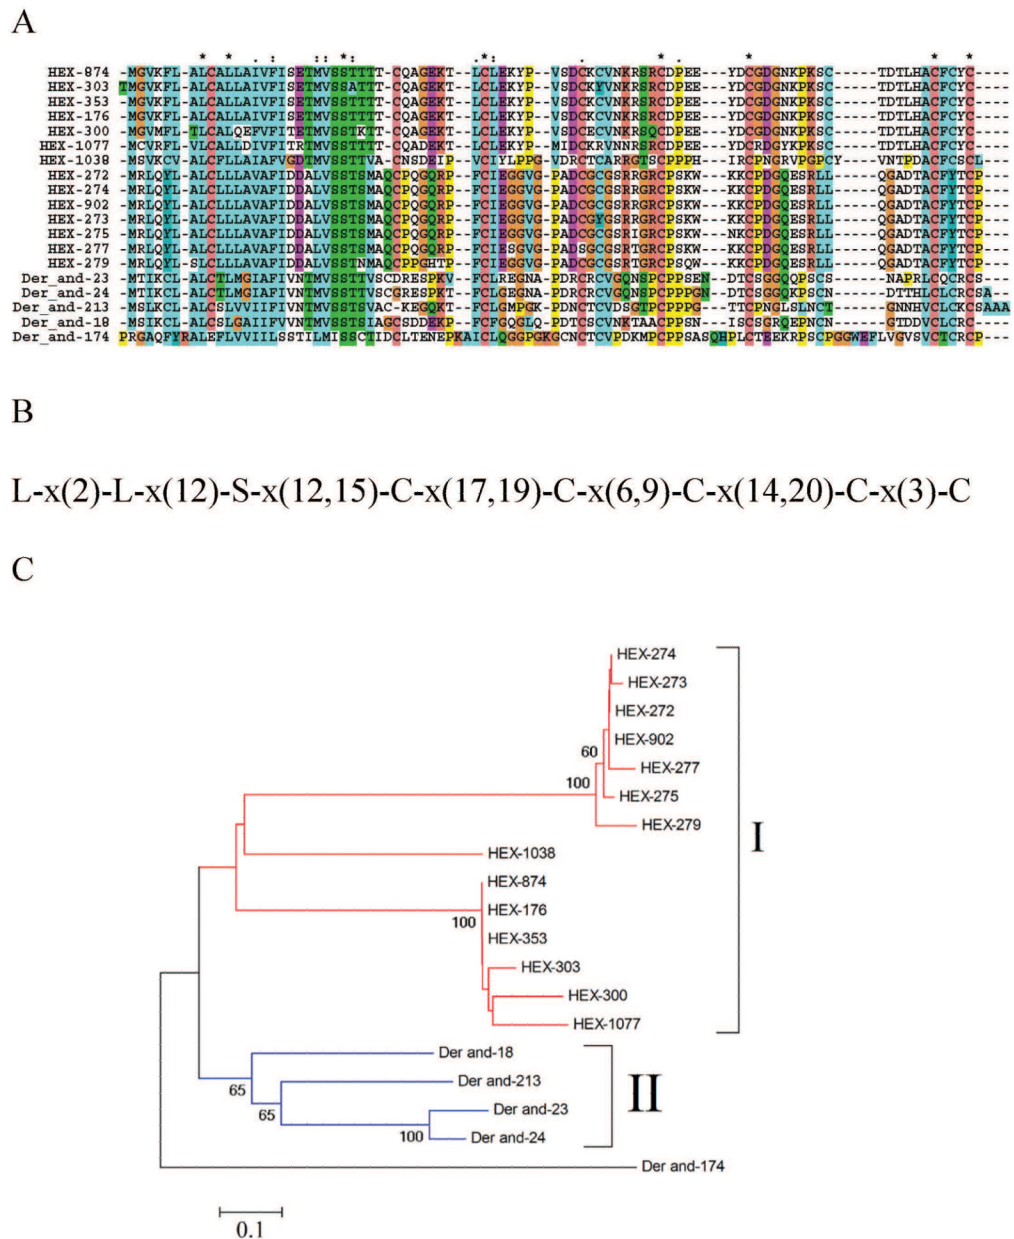 A
* * . : : : * : . * : . * . * * *
HEX-874 -MGVKFL-ALCALLAIVFISETMVSSTTTT-CQAGEKT--LCLEKYP--VSDCKCVNKRSRCDPEE---YDCGDGNKPKSC-----TDTLHACFCYC----
HEX-303 TMGVKFL-ALCALLAIVFISETMVSSATTT-CQAGEKT--LCLEKYP--VSDCKYVNKRSRCDPEE---YDCGDGNKPKSC-----TDTLHACFCYC----
HEX-353 -MGVKFL-ALCALLAIVFISETMVSSTTTT-CQAGEKT--LCLEKYP--VSDCKCVNKRSRCDPEE---YDCGDGNKPKSC-----TDTLHACFCYC----
HEX-176 -MGVKFL-ALCALLAIVFISETMVSSTTTT-CQAGEKT--LCLEKYP--VSDCKCVNKRSRCDPEE---YDCGDGNKPKSC-----TDTLHACFCYC----
HEX-300 -MGVMFL-TLCALQEFVFITETMVSSTKTT-CQAGEKT--LCLEKYP--VSDCKCVNKRSQCDPEE---YDCGDGNKPKSC-----TDTLHACFCYC----
HEX-1077 -MCVRFL-ALCALLDFVFITRTMVSSTTTT-CQADEKT--LCLEKYP--VSDCKRVNNRSRCDPEE---YDCGDGNKPKSC-----TDTLHACFCYC----
HEX-1038 -MSVKCV-ALCALLAIAFVGDTMVSSTTVA-CNSDEIP--VCIYLPPG-VDRCTCARRGTSCPPPH---IRCPNGRVPGPCY---VNTPDACFCSCL---
HEX-272 -MRLQYL-ALCLLLAVAFIDDALVSSTSMAQCPQGQRP--FCIEGGVG-PADCGCGSRRGRCPSKW---KKCPDGQESRLL-----QGADTACFYTCP---
HEX-274 -MRLQYL-ALCLLLAVAFIDDALVSSTSMAQCPQGQRP--FCIEGGVG-PADCGCGSRRGRCPSKW---KKCPDGQESRLL-----QGADTACFYTCP---
HEX-902 -MRLQYL-ALCLLLAVAFIDDALVSSTSMAQCPQGQRP--FCIEGGVG-PADCGCGSRRGRCPSKW---KKCPDGQESRLL-----QGADTACFYTCP---
HEX-273 -MRLQYL-ALCLLLAVAFIDDALVSSTSMAQCPQGQRP--FCIEGGVG-PADCGYGSRRGRCPSKW---KKCPDGQESRLL-----QGADTACFYTCP---
HEX-275 -MRLQYL-ALCLLLAVAFIDDALVSSTSMAQCPQGQRP--FCIEGGVG-PADCGCGSRIGRCPSKW---KKCPDGQESRLL-----QGADTACFYTCP---
HEX-277 -MRLQYL-ALCLLLAVAFIDDALVSSTSMAQCPQGQRP--FCIESGVG-PADSGCGSRTGRCPSKW---KKCPDGQESRLL-----QGADTACFYTCP---
HEX-279 -MRLQYL-SLCLLLAVAFIDDALVSSTNMAQCPPGHTP--FCIEGGVG-PADCGCGSRRGRCPSQW---KKCPDGQESRLL-----QGADTACFYTCP---
Der_and-23 -MTIKCL-ALCTLMGIAFIVNTMVSSTTVSCDRESPKV--FCLREGNA-PDRCRCVGQNSPCPPSEN--DTCSGGQQPSCS------NAPRLCQCRCS---
Der_and-24 -MTIKCL-ALCTLMGIAFIVNTMVSSTTVSCGRESPKT--FCLGEGNA-PDRCRCVGQNSPCPPPGN--DTCSGGQKPSCN------DTTHLCLCRCSA--
Der_and-213 -MSVKCL-ALCSLVVIFIVNTMVSSTSVAC-KEGQKT--FCLGMPGK-PDNCTCVDSGTPCPPPG---TTCPNGLSLNCT------GNNHVCLCKCSAAA
Der_and-18 -MSIKCL-ALCSLGAIIFVVNTMVSSTSIAGCSDDEKP--FCFGQGLQ-PDTCSCVNKTAACPPSN---ISCSGRQEPNCN------GTDDVCLCRC----
Der_and-174 PRGAQFYRALEFLVVIILSSTILMISSCTIDCLTENEPKAICLQGGPGKGCNCTCVPDKMPCPPSASQHPLCTEEKRPSCPGGWEFLVGVSVCTCRCP---
B
L-x(2)-L-x(12)-S-x(12,15)-C-x(17,19)-C-x(6,9)-C-x(14,20)-C-x(3)-C
C
HEX-274
HEX-273
HEX-272
HEX-902
60
HEX-277
100
HEX-275
HEX-279
I
HEX-1038
HEX-874
HEX-176
100
HEX-353
HEX-303
HEX-300
HEX-1077
Der and-18
65
Der and-213
II
65
Der and-23
100
Der and-24
Der and-174
0.1